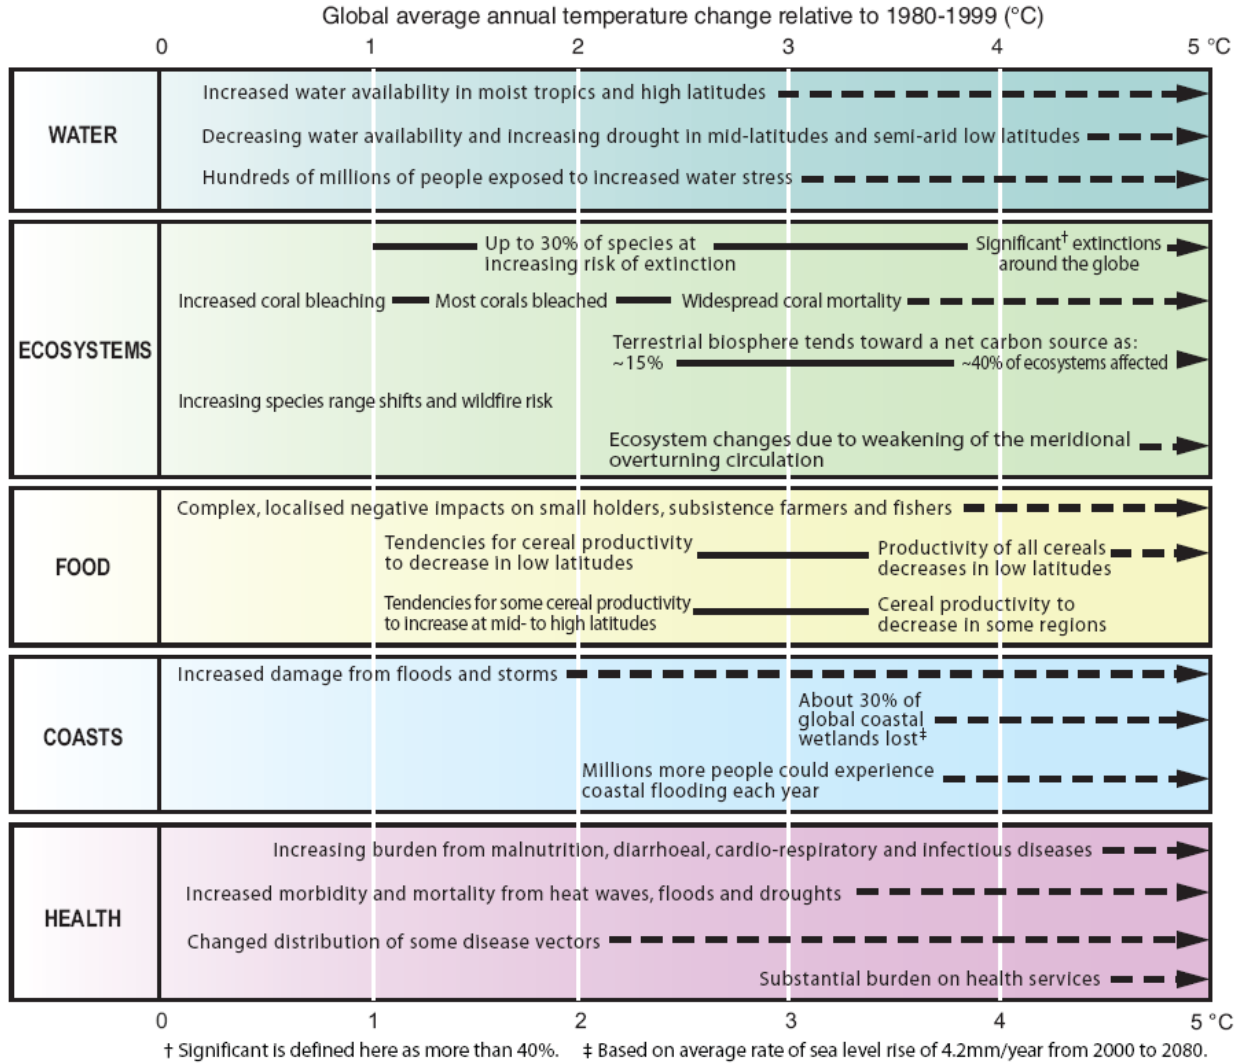 Global average annual temperature change relative to 1980-1999 (°C)
0 1 2 3 4 5 °C
WATER
Increased water availability in moist tropics and high latitudes
Decreasing water availability and increasing drought in mid-latitudes and semi-arid low latitudes
Hundreds of millions of people exposed to increased water stress
ECOSYSTEMS
Up to 30% of species at
increasing risk of extinction
Significant† extinctions
around the globe
Increased coral bleaching Most corals bleached Widespread coral mortality
Terrestrial biosphere tends toward a net carbon source as:
~15% ~40% of ecosystems affected
Increasing species range shifts and wildfire risk
Ecosystem changes due to weakening of the meridional
overturning circulation
FOOD
Complex, localised negative impacts on small holders, subsistence farmers and fishers
Tendencies for cereal productivity
to decrease in low latitudes
Productivity of all cereals
decreases in low latitudes
Tendencies for some cereal productivity
to increase at mid- to high latitudes
Cereal productivity to
decrease in some regions
COASTS
Increased damage from floods and storms
About 30% of
global coastal
wetlands lost‡
Millions more people could experience
coastal flooding each year
HEALTH
Increasing burden from malnutrition, diarrhoeal, cardio-respiratory and infectious diseases
Increased morbidity and mortality from heat waves, floods and droughts
Changed distribution of some disease vectors
Substantial burden on health services
0 1 2 3 4 5 °C
† Significant is defined here as more than 40%. ‡ Based on average rate of sea level rise of 4.2mm/year from 2000 to 2080.